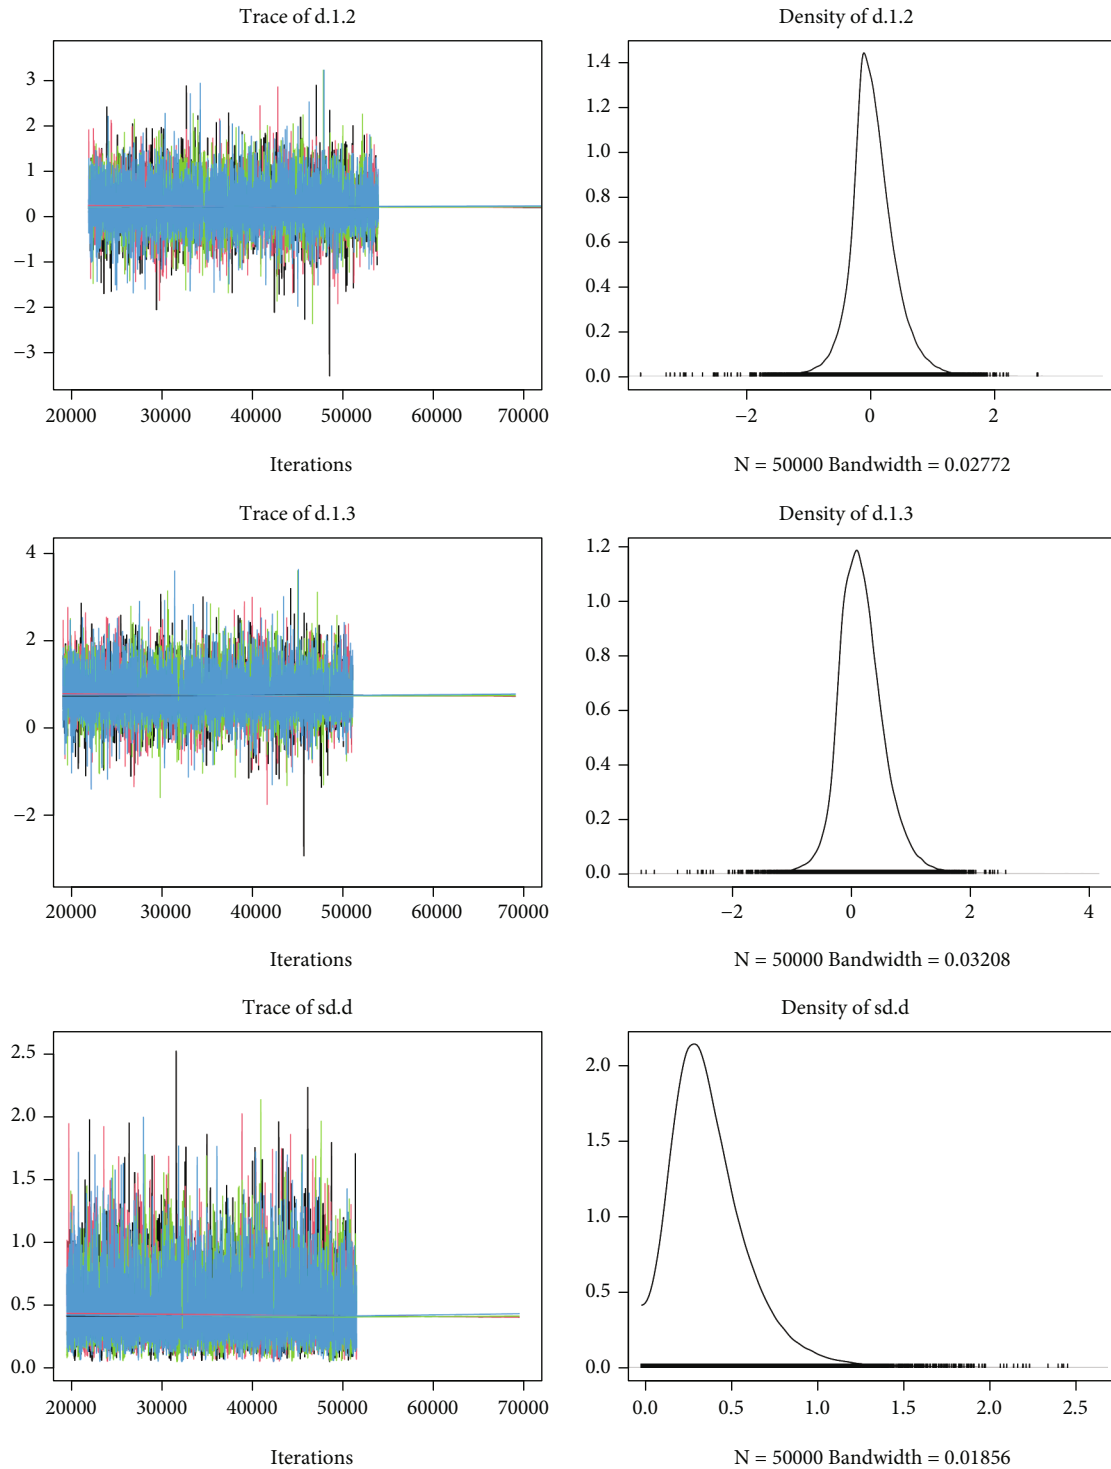 Trace of d.1.2
3
2
1
0
−1
−2
−3
20000 30000 40000 50000 60000 70000
Iterations
Density of d.1.2
1.4
1.2
1.0
0.8
0.6
0.4
0.2
0.0
−2 0 2
N = 50000 Bandwidth = 0.02772
Trace of d.1.3
4
2
0
−2
20000 30000 40000 50000 60000 70000
Iterations
Density of d.1.3
1.2
1.0
0.8
0.6
0.4
0.2
0.0
−2 0 2 4
N = 50000 Bandwidth = 0.03208
Trace of sd.d
2.5
2.0
1.5
1.0
0.5
0.0
20000 30000 40000 50000 60000 70000
Iterations
Density of sd.d
2.0
1.5
1.0
0.5
0.0
0.0 0.5 1.0 1.5 2.0 2.5
N = 50000 Bandwidth = 0.01856